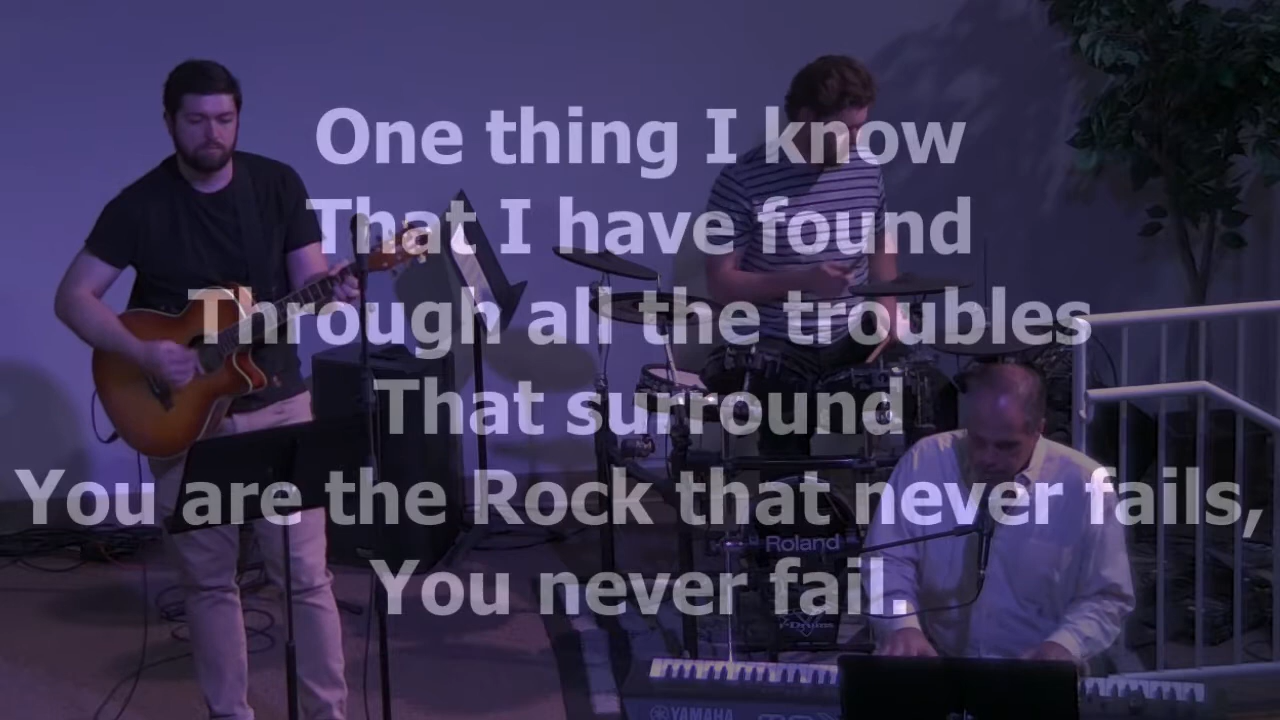 One thing I know
That I have found
Through all the troubles
That surround
You are the Rock that never fails,
You never fail.
Roland
V-Drums
YAMAHA